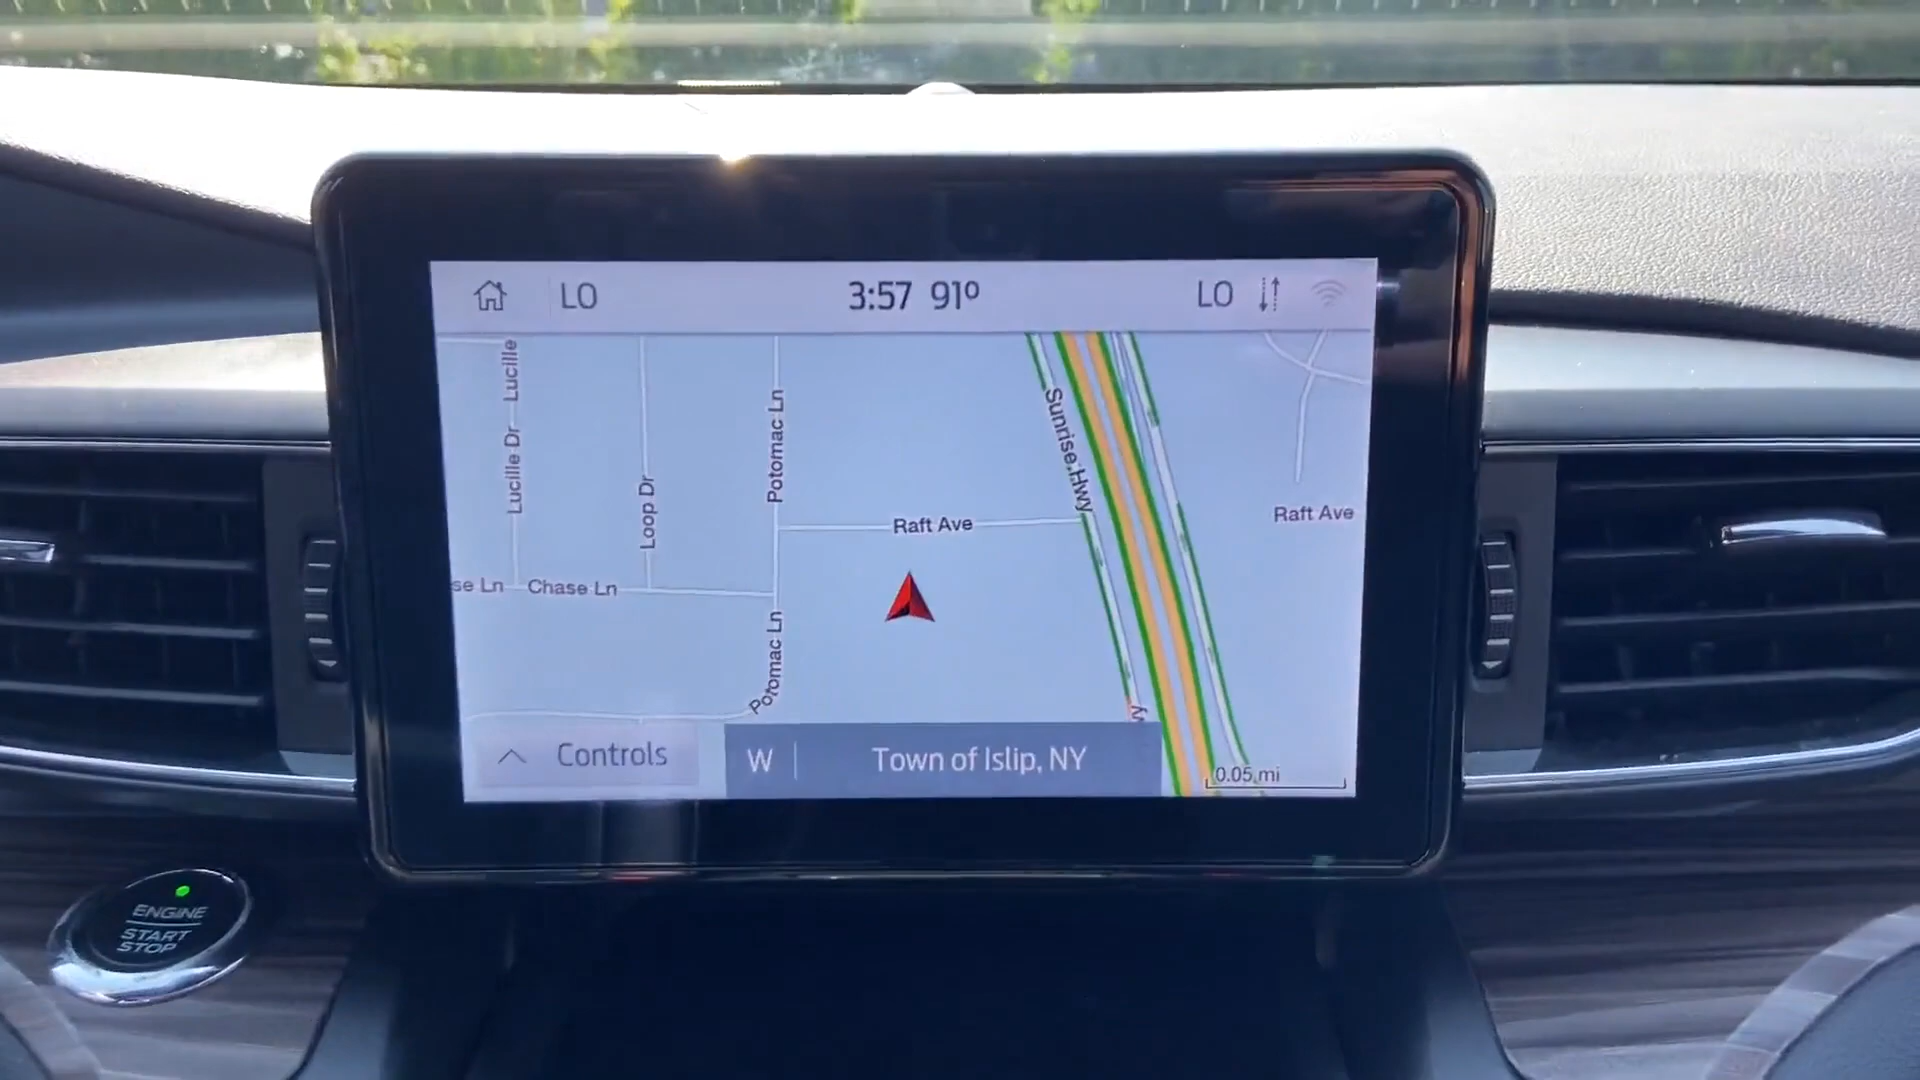 LO
3:57 91°
LO
Lucille Dr
Lucille
Loop Dr
Potomac Ln
Sunrise Hwy
Raft Ave
Raft Ave
se Ln
Chase Ln
Potomac Ln
wy
Controls
W
Town of Islip, NY
0.05 mi
ENGINE
START
STOP